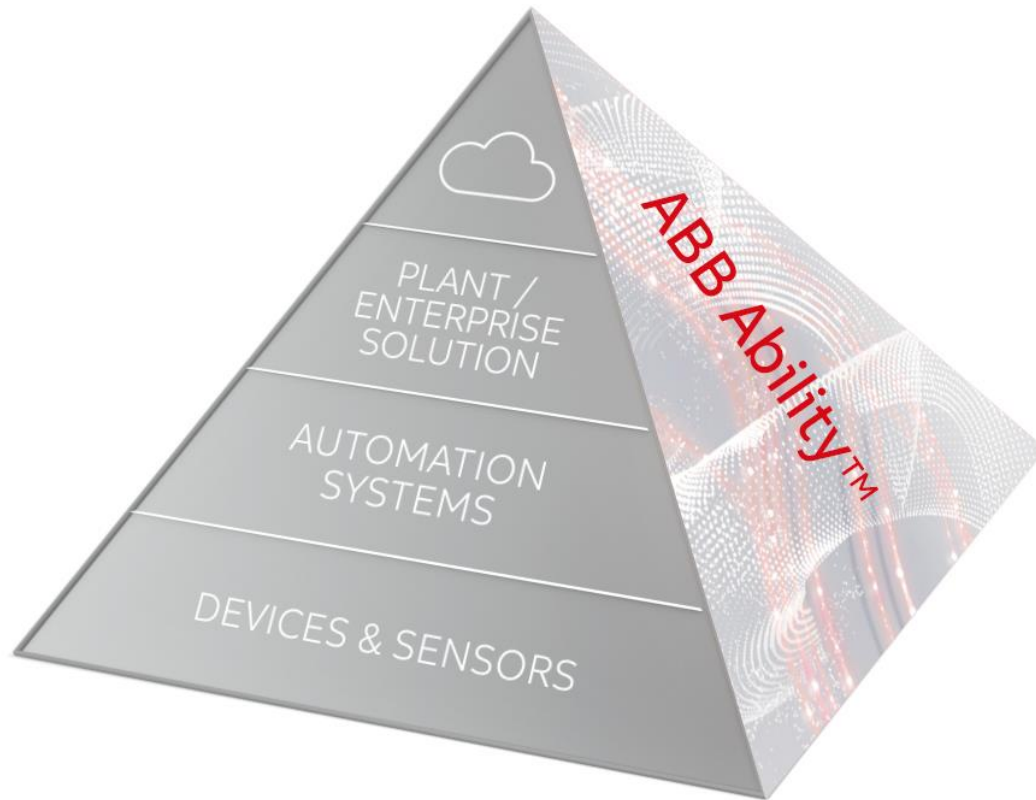 PLANT /
ENTERPRISE
SOLUTION
AUTOMATION
SYSTEMS
DEVICES & SENSORS
ABB Ability™